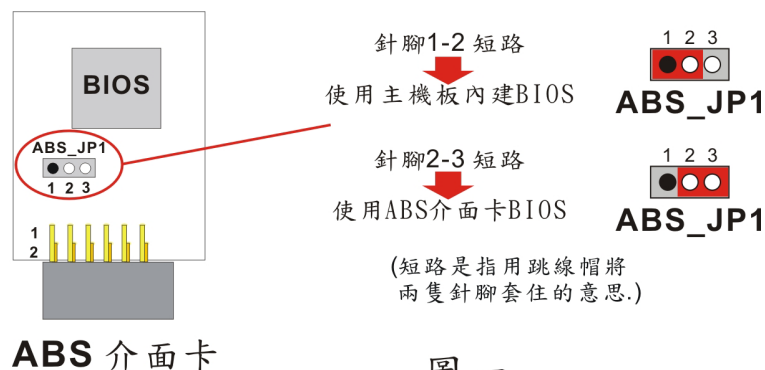 BIOS
ABS_JP1
1 2 3
1
2
ABS 介面卡
針腳1-2 短路
使用主機板內建BIOS
1 2 3
ABS_JP1
針腳2-3 短路
使用ABS介面卡BIOS
1 2 3
ABS_JP1
(短路是指用跳線帽將
兩隻針腳套住的意思.)
圖